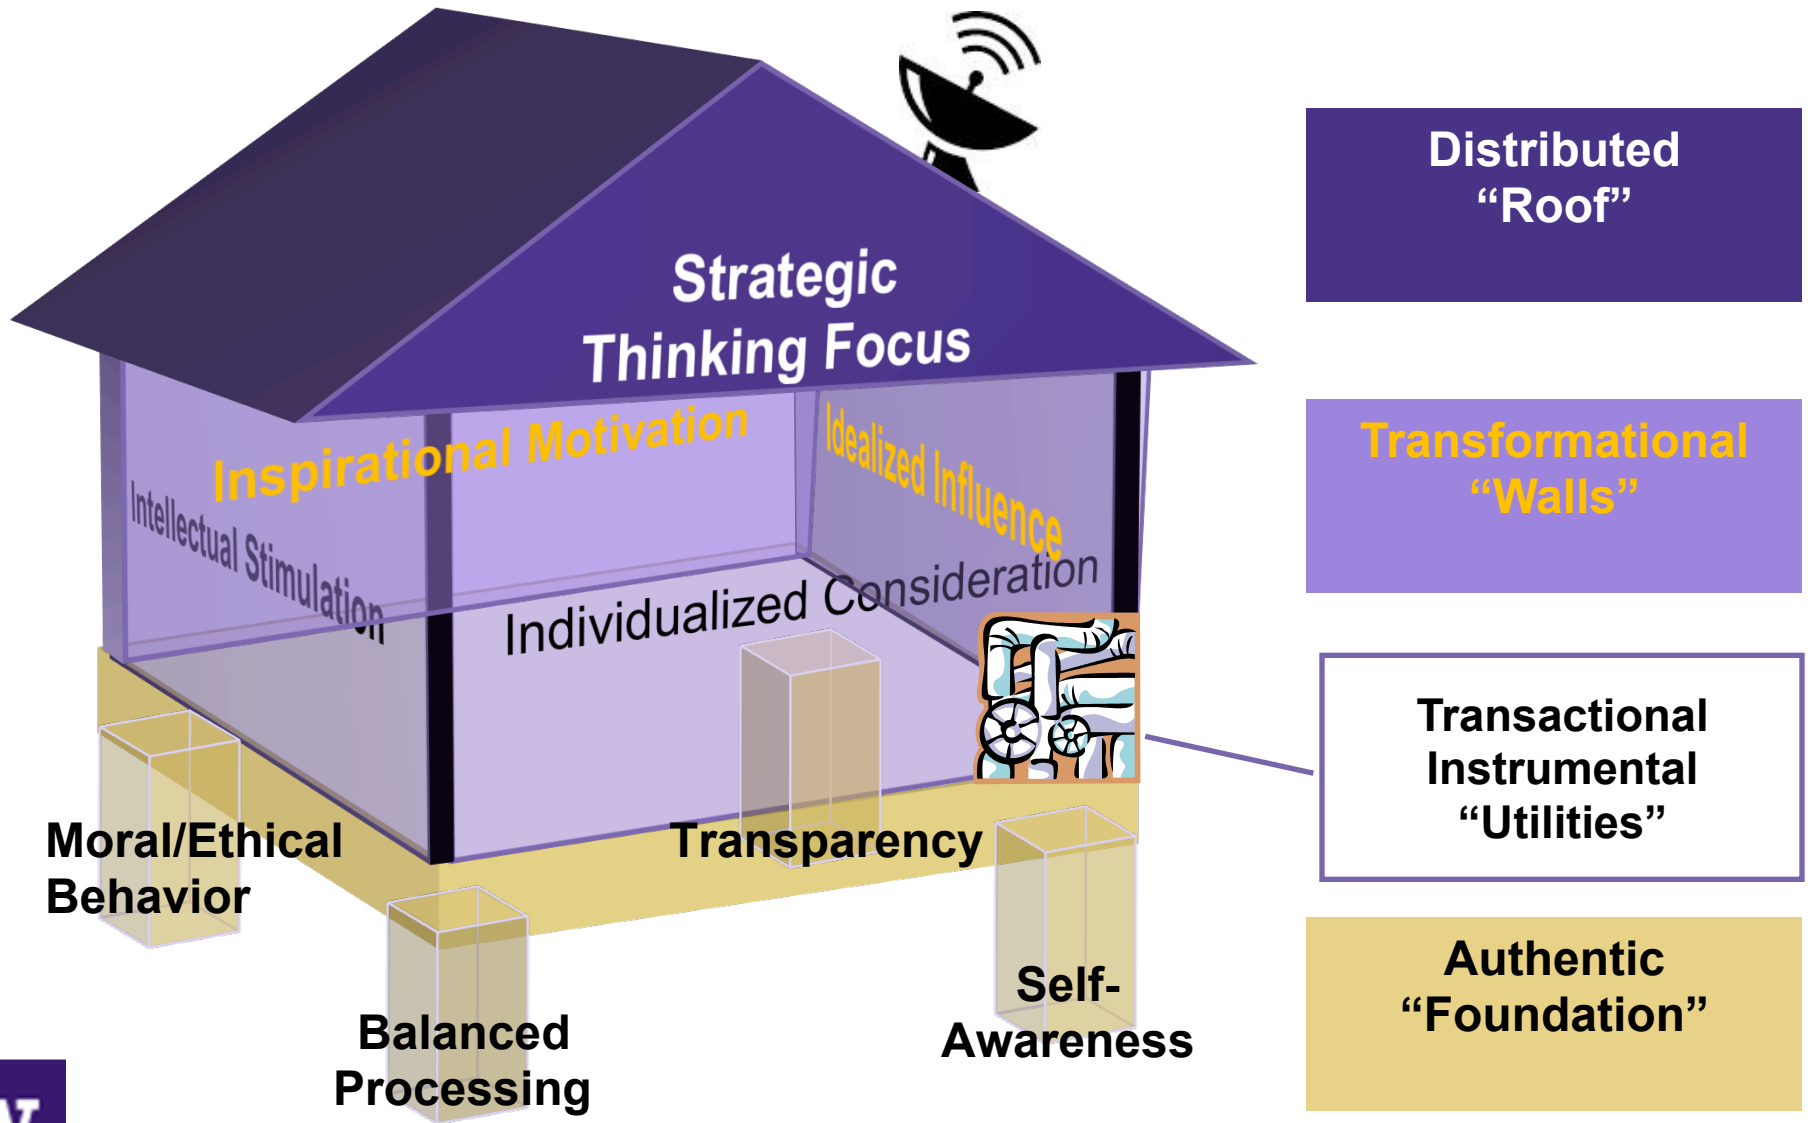 Strategic
Thinking Focus
Inspirational Motivation
Idealized Influence
Intellectual Stimulation
Individualized Consideration
Moral/Ethical
Behavior
Transparency
Balanced
Processing
Self-
Awareness
Distributed
“Roof”
Transformational
“Walls”
Transactional
Instrumental
“Utilities”
Authentic
“Foundation”